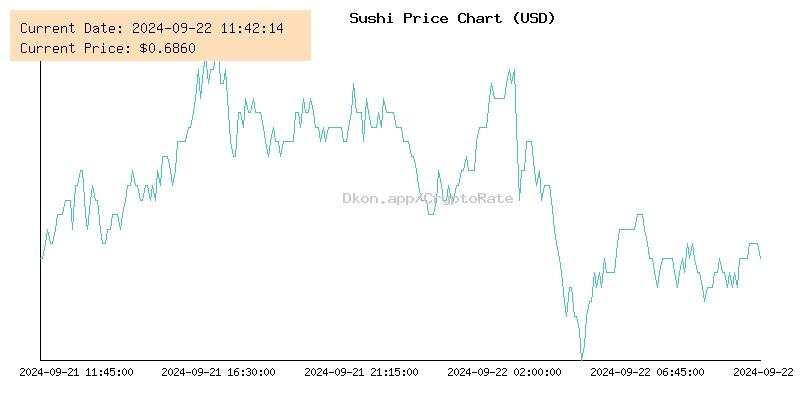 Sushi Price Chart (USD)
Current Date: 2024-09-22 11:42:14
Current Price: $0.6860
Dkon.app/CryptoRate
2024-09-21 11:45:00 2024-09-21 16:30:00 2024-09-21 21:15:00 2024-09-22 02:00:00 2024-09-22 06:45:00 2024-09-22